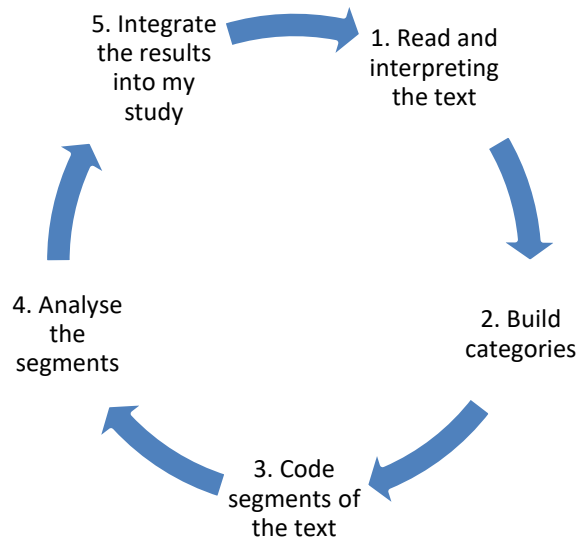 1. Read and
interpreting
the text
2. Build
categories
3. Code
segments of
the text
4. Analyse
the
segments
5. Integrate
the results
into my
study